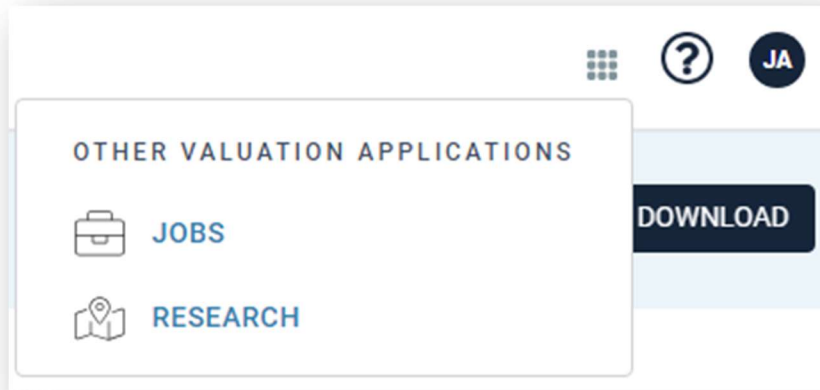 ?
JA
OTHER VALUATION APPLICATIONS
JOBS
DOWNLOAD
RESEARCH